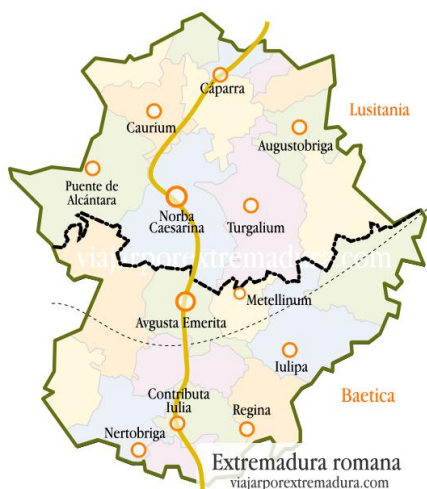 Cáparra
Lusitania
Caurium
Augustobriga
Puente de
Alcántara
Norba
Caesarina
Turgalium
viajarporextremadura.com
Metellinum
Avgusta Emerita
Iulipa
Contributa
Iulia
Baetica
Regina
Nertobriga
Extremadura romana
viajarporextremadura.com